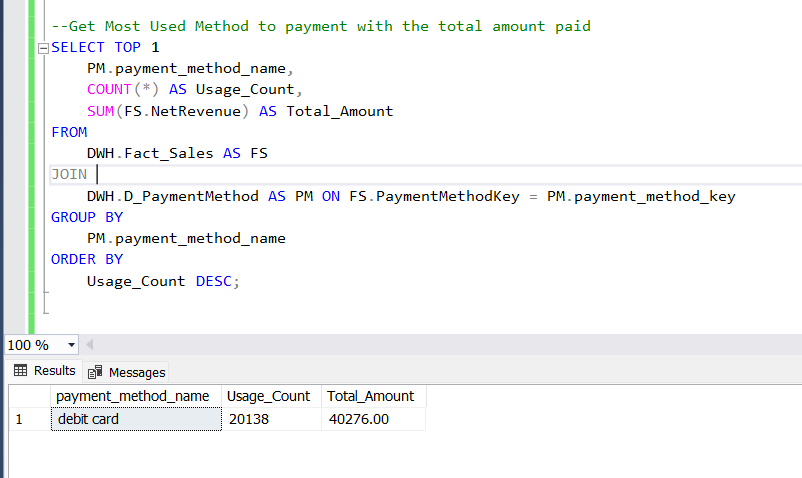 --Get Most Used Method to payment with the total amount paid
SELECT TOP 1
PM.payment_method_name,
COUNT(*) AS Usage_Count,
SUM(FS.NetRevenue) AS Total_Amount
FROM
DWH.Fact_Sales AS FS
JOIN
DWH.D_PaymentMethod AS PM ON FS.PaymentMethodKey = PM.payment_method_key
GROUP BY
PM.payment_method_name
ORDER BY
Usage_Count DESC;
100 %
Results Messages
payment_method_name Usage_Count Total_Amount
1 debit card 20138 40276.00